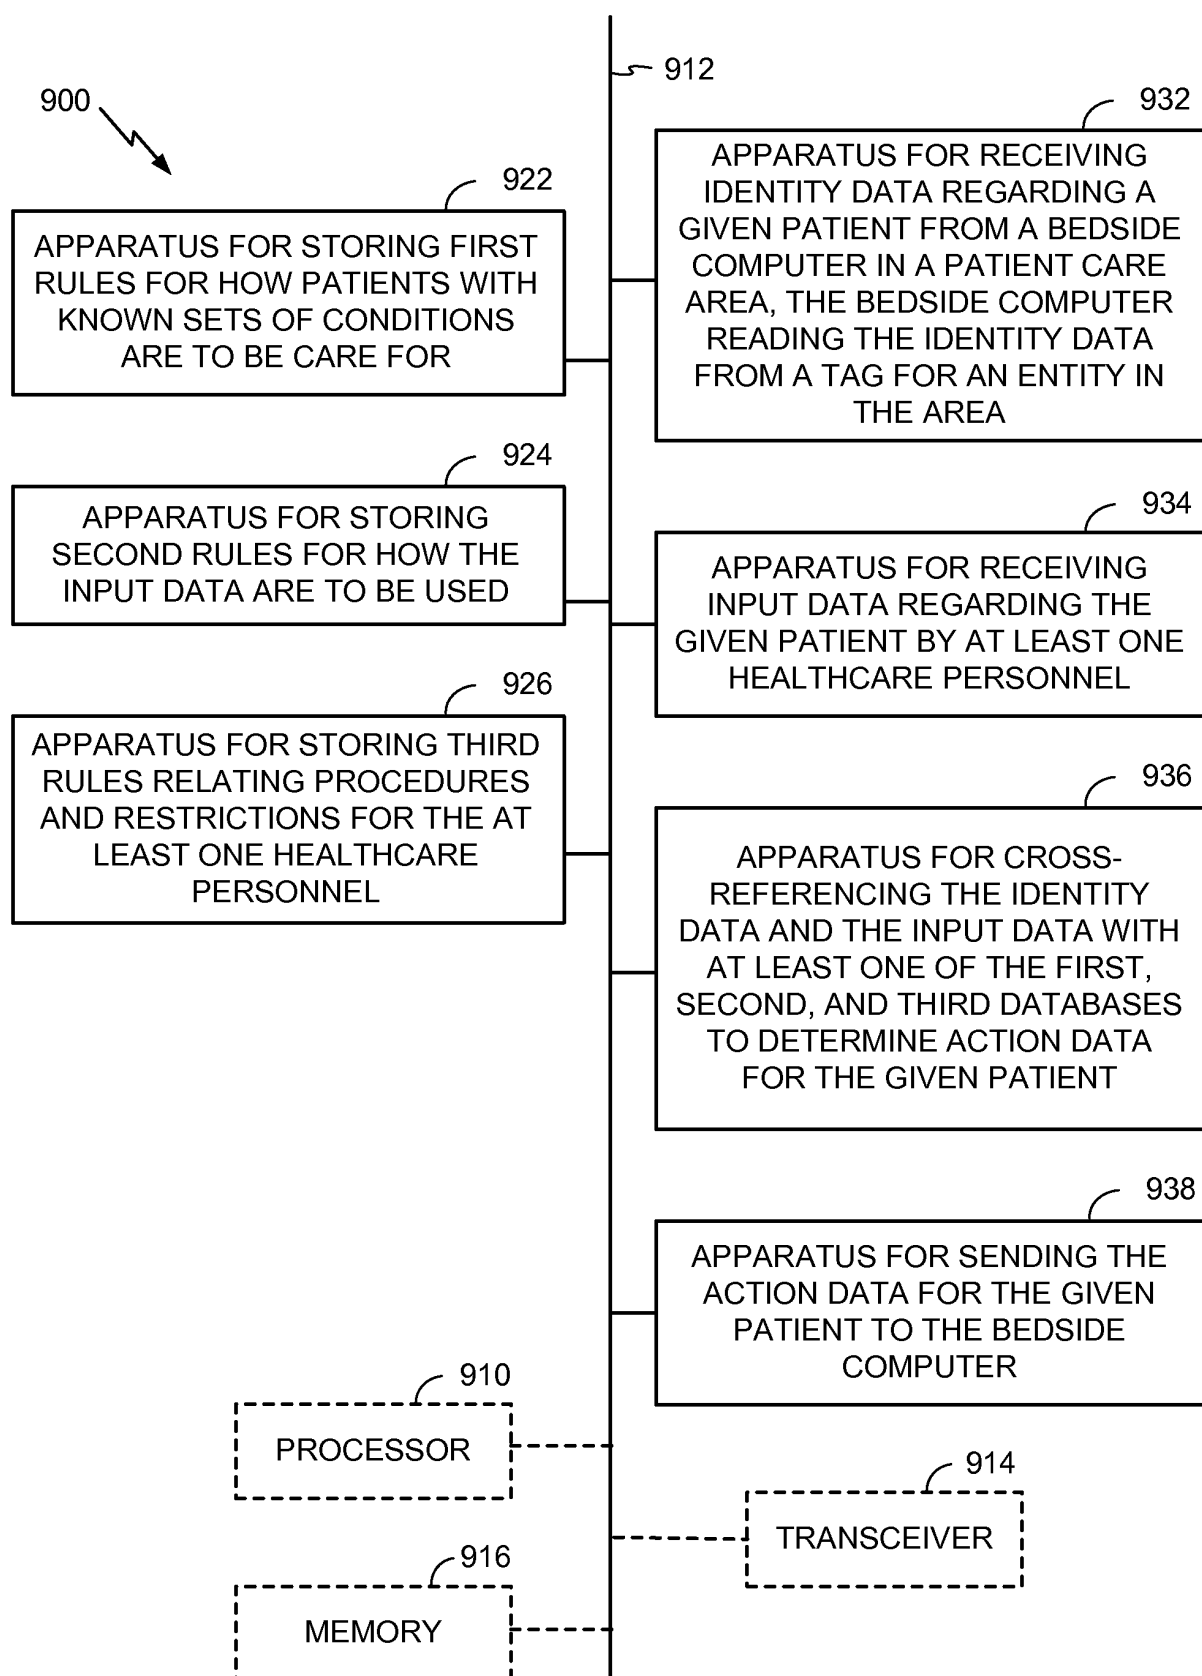 912
900
932
APPARATUS FOR RECEIVING
IDENTITY DATA REGARDING A
GIVEN PATIENT FROM A BEDSIDE
COMPUTER IN A PATIENT CARE
AREA, THE BEDSIDE COMPUTER
READING THE IDENTITY DATA
FROM A TAG FOR AN ENTITY IN
THE AREA
922
APPARATUS FOR STORING FIRST
RULES FOR HOW PATIENTS WITH
KNOWN SETS OF CONDITIONS
ARE TO BE CARE FOR
924
APPARATUS FOR STORING
SECOND RULES FOR HOW THE
INPUT DATA ARE TO BE USED
934
APPARATUS FOR RECEIVING
INPUT DATA REGARDING THE
GIVEN PATIENT BY AT LEAST ONE
HEALTHCARE PERSONNEL
926
APPARATUS FOR STORING THIRD
RULES RELATING PROCEDURES
AND RESTRICTIONS FOR THE AT
LEAST ONE HEALTHCARE
PERSONNEL
936
APPARATUS FOR CROSS-
REFERENCING THE IDENTITY
DATA AND THE INPUT DATA WITH
AT LEAST ONE OF THE FIRST,
SECOND, AND THIRD DATABASES
TO DETERMINE ACTION DATA
FOR THE GIVEN PATIENT
938
APPARATUS FOR SENDING THE
ACTION DATA FOR THE GIVEN
PATIENT TO THE BEDSIDE
COMPUTER
910
PROCESSOR
914
TRANSCEIVER
916
MEMORY